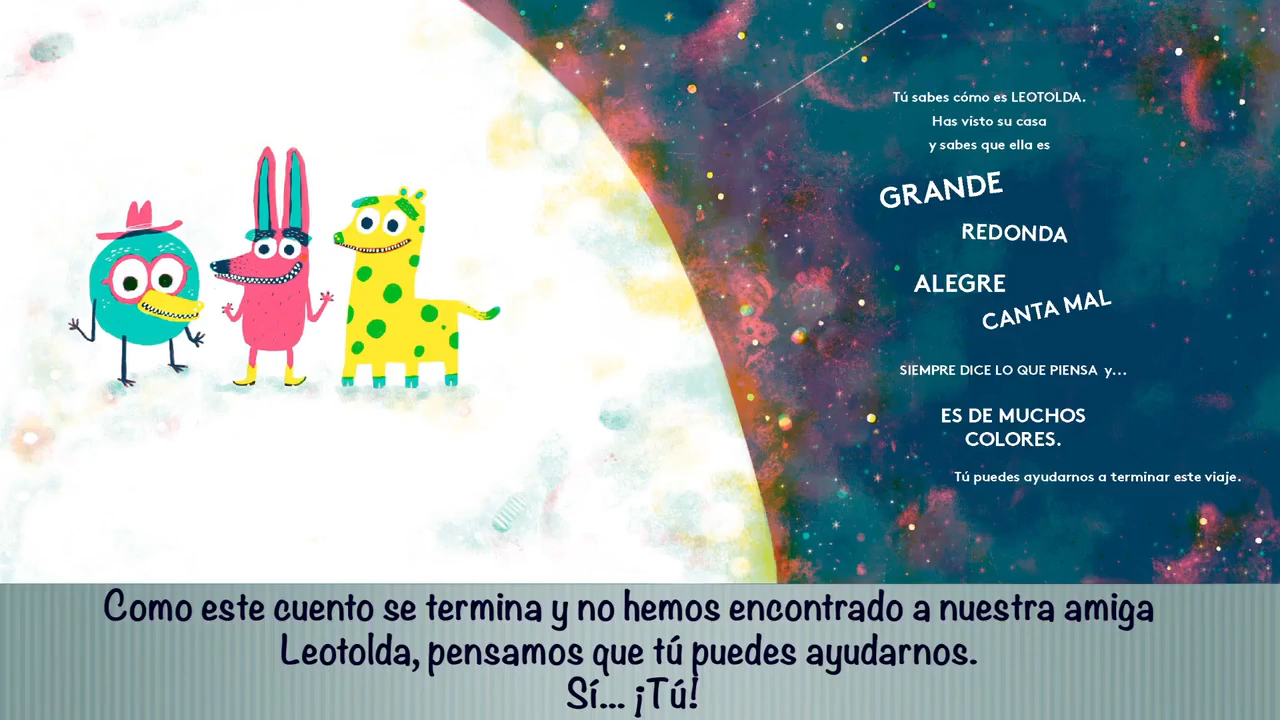 Tú sabes cómo es LEOTOLDA.
Has visto su casa
y sabes que ella es
GRANDE
REDONDA
ALEGRE
CANTA MAL
SIEMPRE DICE LO QUE PIENSA y...
ES DE MUCHOS
COLORES.
Tú puedes ayudarnos a terminar este viaje.
Como este cuento se termina y no hemos encontrado a nuestra amiga
Leotolda, pensamos que tú puedes ayudarnos.
Sí... ¡Tú!